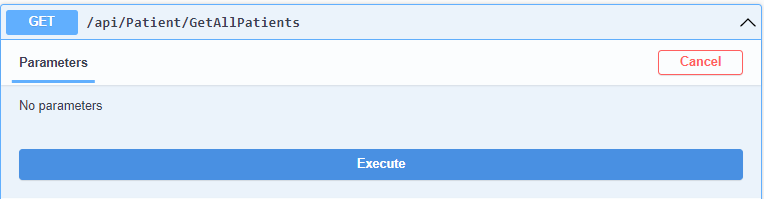 GET /api/Patient/GetAllPatients
Parameters Cancel
No parameters
Execute